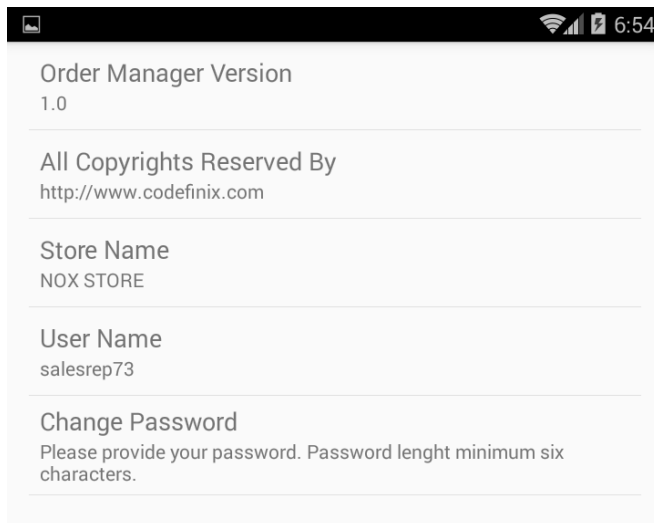 6:54
Order Manager Version
1.0
All Copyrights Reserved By
http://www.codefinix.com
Store Name
NOX STORE
User Name
salesrep73
Change Password
Please provide your password. Password lenght minimum six
characters.